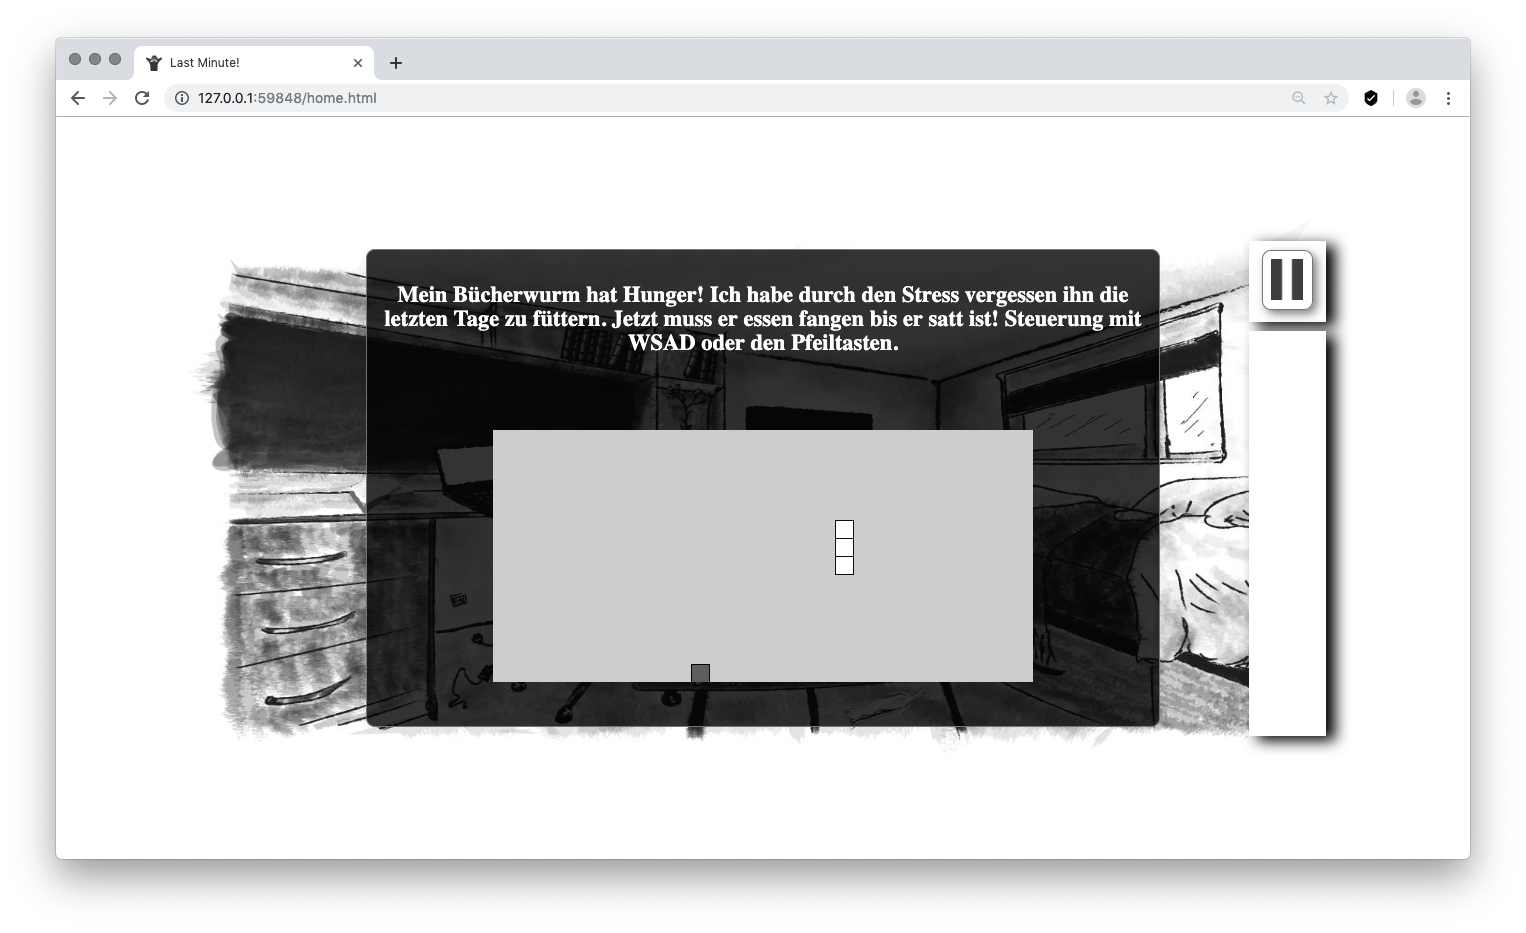 Last Minute!
127.0.0.1:59848/home.html
Mein Bücherwurm hat Hunger! Ich habe durch den Stress vergessen ihn die
letzten Tage zu füttern. Jetzt muss er essen fangen bis er satt ist! Steuerung mit
WSAD oder den Pfeiltasten.